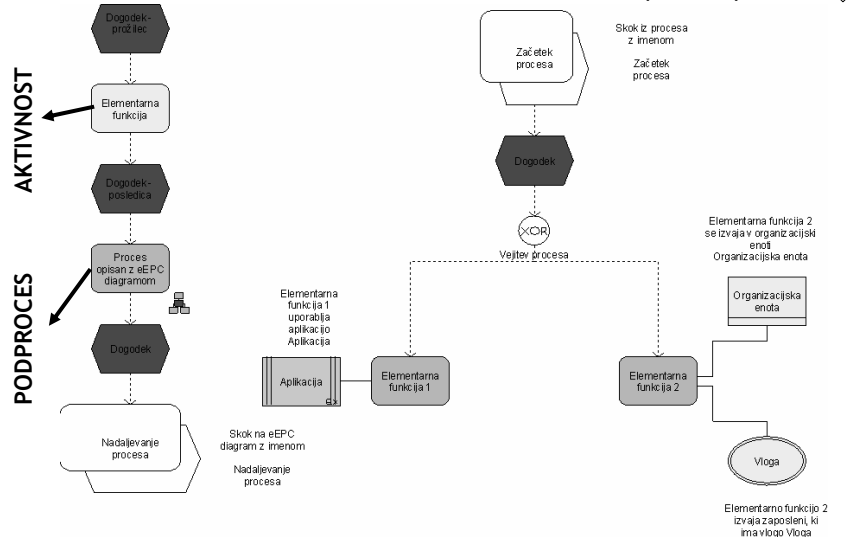 Dogodek-
prožilec
AKTIVNOST
Elementarna
funkcija
Dogodek-
posledica
PODPROCES
Proces
opisan z eEPC
diagramom
Dogodek
Nadaljevanje
procesa
Skok na eEPC
diagram z imenom
Nadaljevanje
procesa
Začetek
procesa
Skok iz procesa
z imenom
Začetek
procesa
Dogodek
XOR
Vejitev procesa
Elementarna
funkcija 1
uporablja
aplikacijo
Aplikacija
Aplikacija
Elementarna
funkcija 1
Elementarna
funkcija 2
Elementarna funkcija 2
se izvaja v organizacijski
enoti
Organizacijska enota
Organizacijska
enota
Vloga
Elementarno funkcijo 2
izvaja zaposleni, ki
ima vlogo Vloga